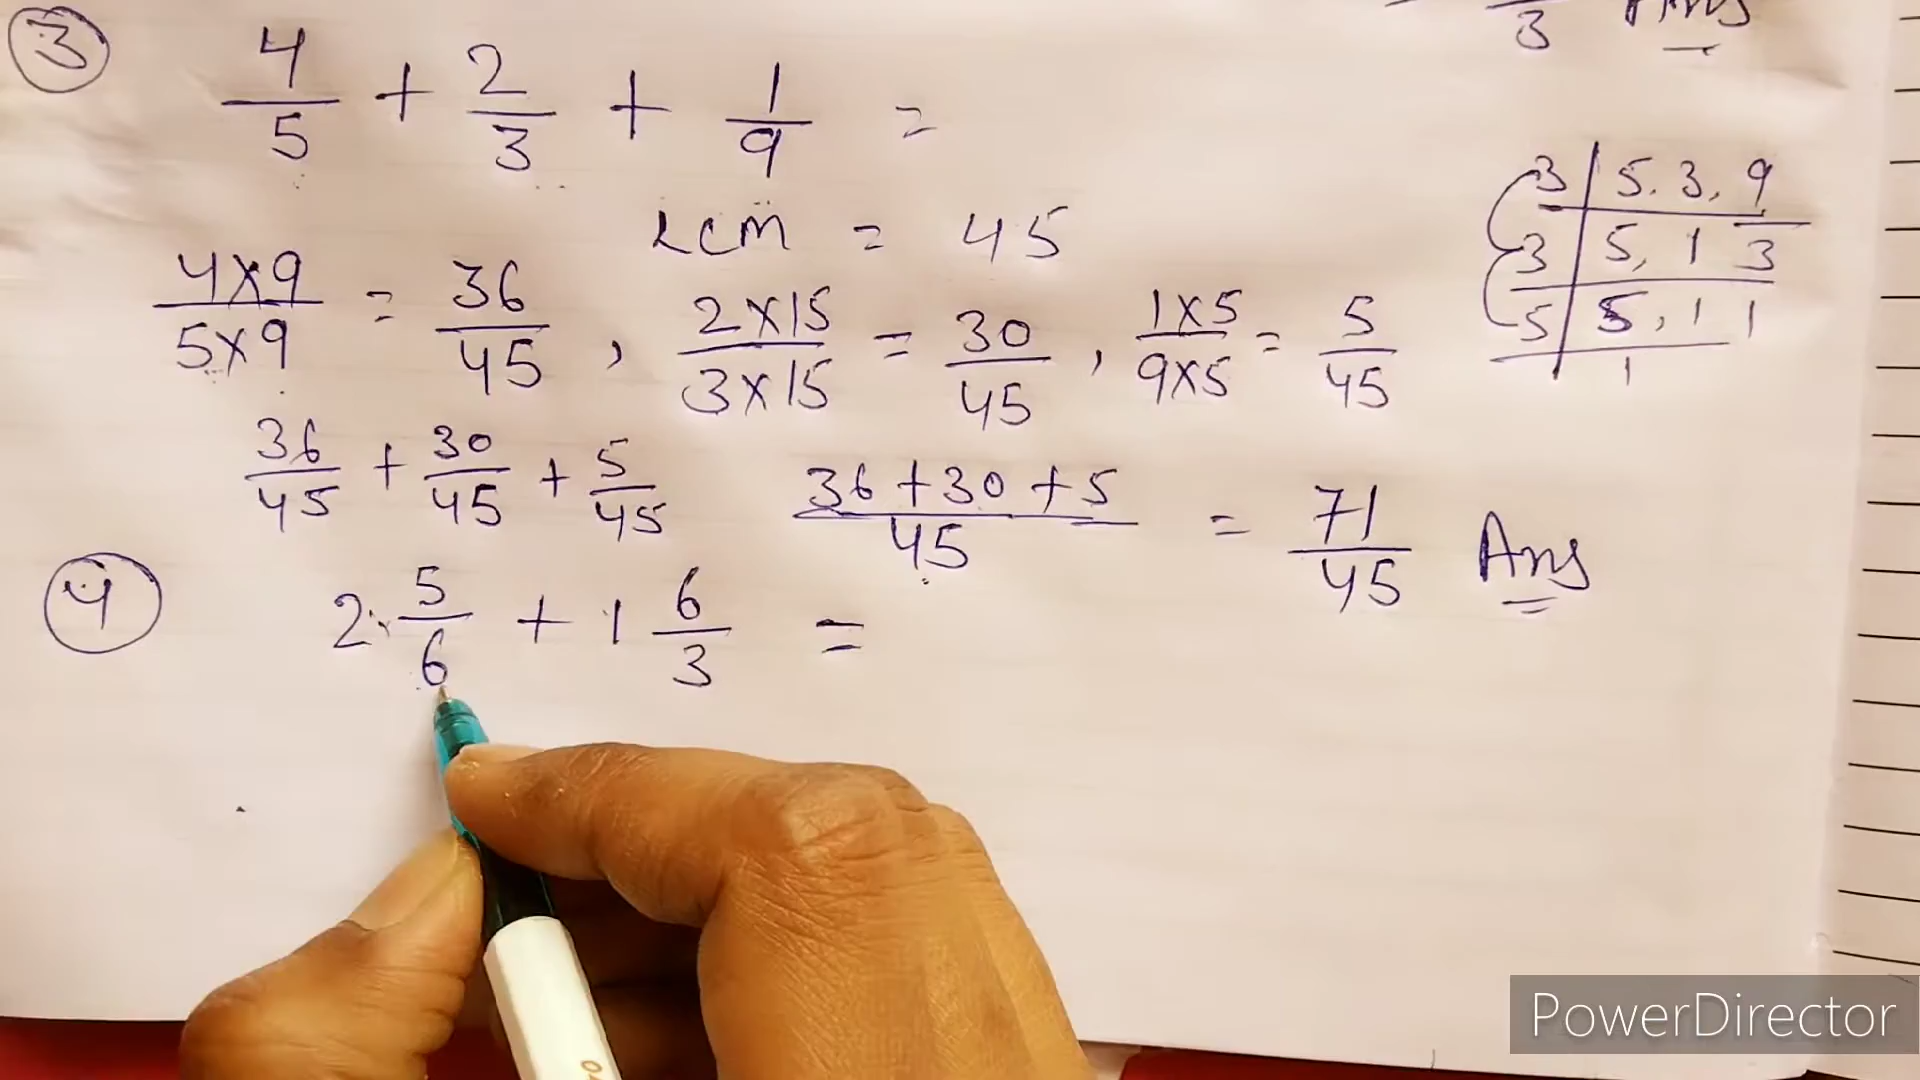 3 Ans
③ 4/5 + 2/3 + 1/9 =
3 | 5, 3, 9
3 | 5, 1 3
5 | 5, 1 1
1
LCM = 45
4×9/5×9 = 36/45 , 2×15/3×15 = 30/45 , 1×5/9×5 = 5/45
36/45 + 30/45 + 5/45 36+30+5/45 = 71/45 Ans
④ 2 5/6 + 1 6/3 =
PowerDirector